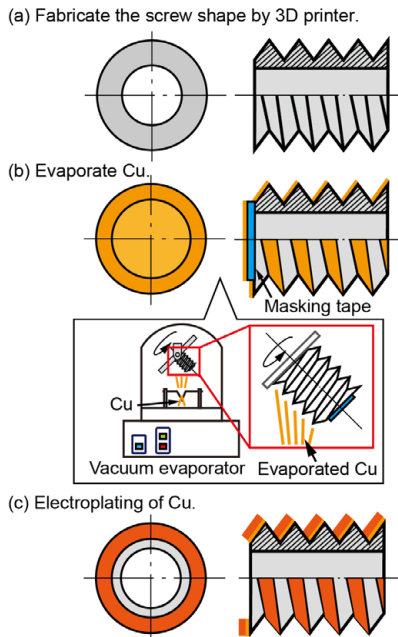 (a) Fabricate the screw shape by 3D printer.
(b) Evaporate Cu.
Masking tape
Cu
Vacuum evaporator
Evaporated Cu
(c) Electroplating of Cu.